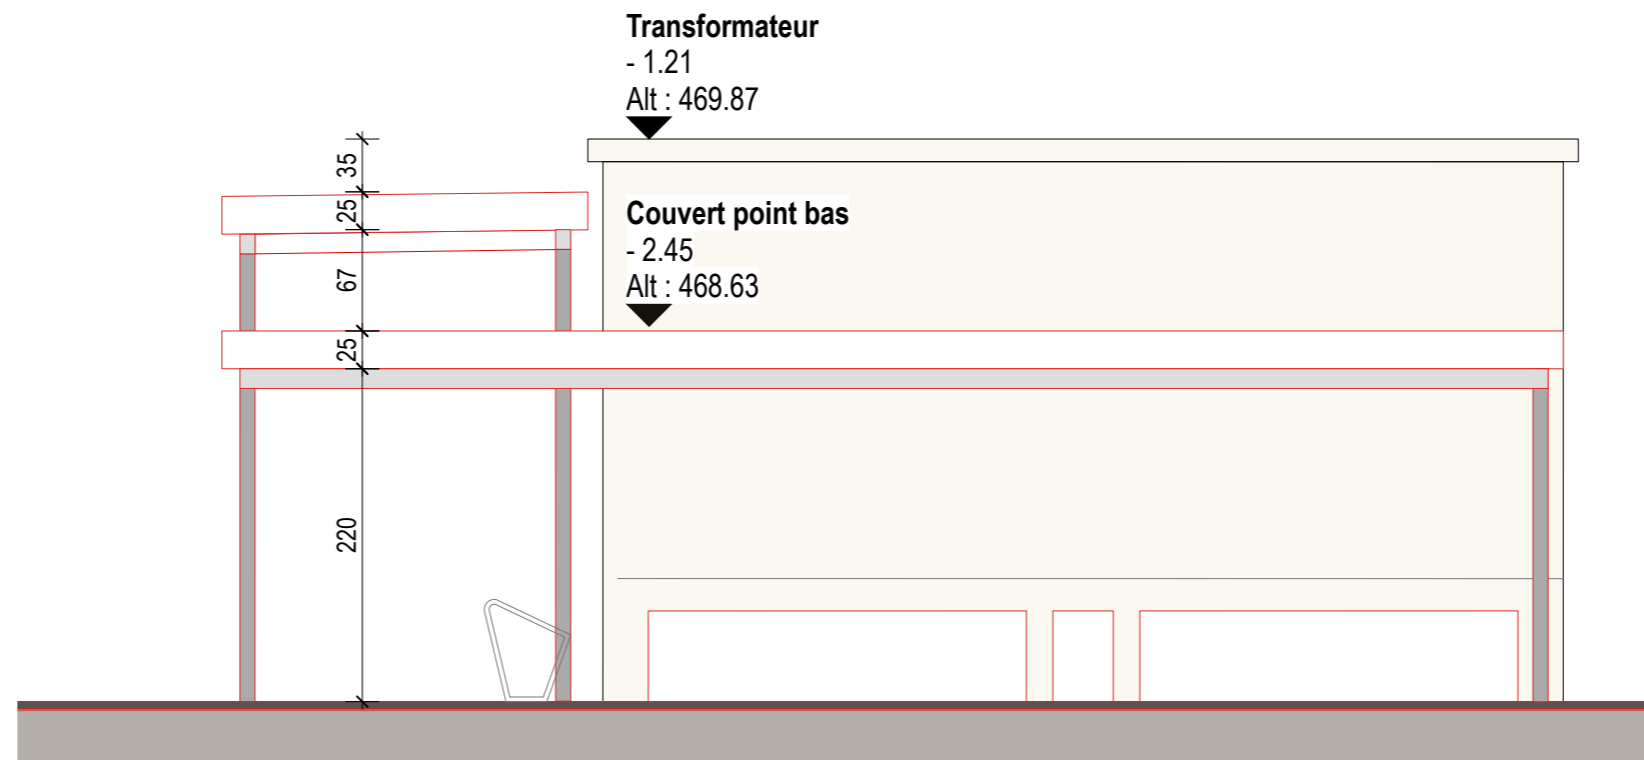 Transformateur
- 1.21
Alt : 469.87
35
25
Couvert point bas
- 2.45
Alt : 468.63
67
25
220